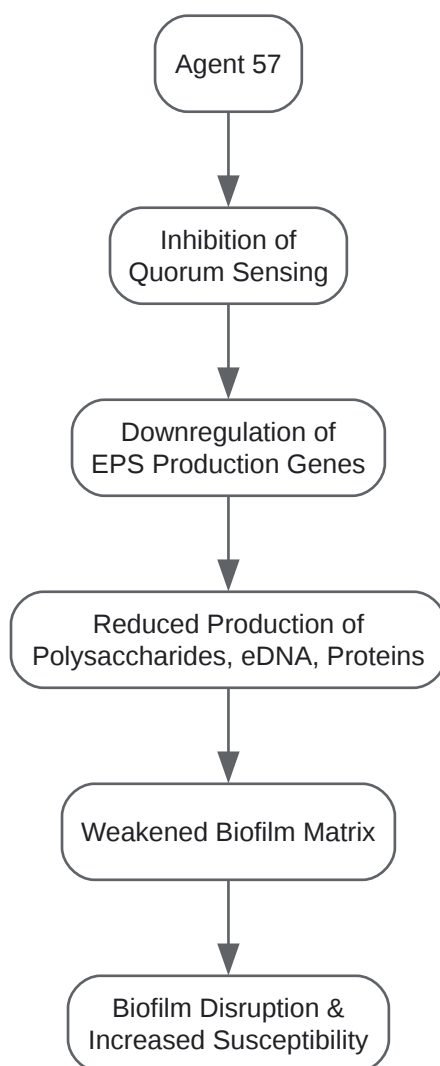 Agent 57
Inhibition of
Quorum Sensing
Downregulation of
EPS Production Genes
Reduced Production of
Polysaccharides, eDNA, Proteins
Weakened Biofilm Matrix
Biofilm Disruption &
Increased Susceptibility